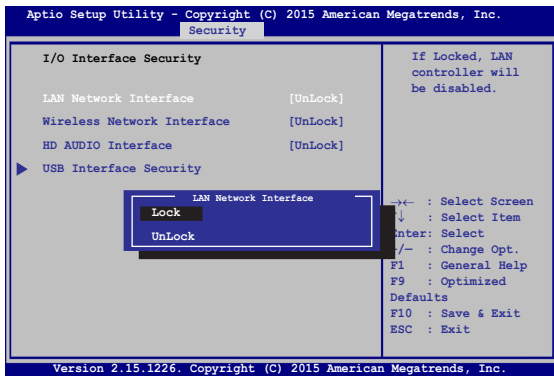 Aptio Setup Utility - Copyright (C) 2015 American Megatrends, Inc.
Security
I/O Interface Security
LAN Network Interface [UnLock]
Wireless Network Interface [UnLock]
HD AUDIO Interface [UnLock]
USB Interface Security
If Locked, LAN
controller will
be disabled.
LAN Network Interface
Lock
UnLock
→← : Select Screen
↓ : Select Item
nter: Select
/— : Change Opt.
F1 : General Help
F9 : Optimized
Defaults
F10 : Save & Exit
ESC : Exit
Version 2.15.1226. Copyright (C) 2015 American Megatrends, Inc.